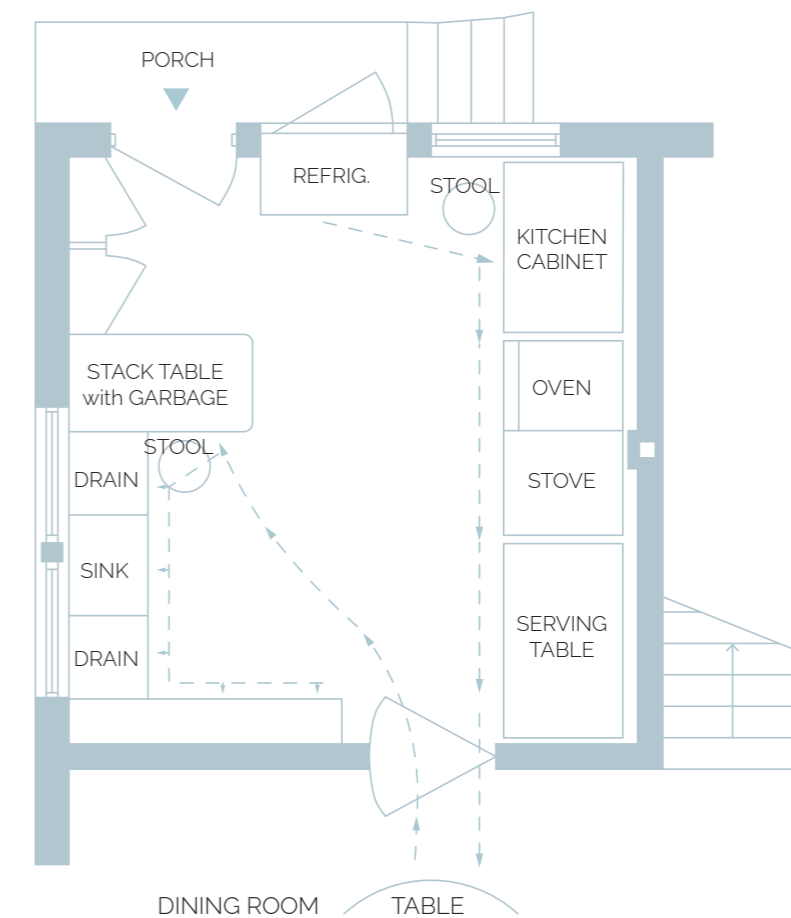 PORCH
REFRIG.
STOOL
KITCHEN
CABINET
STACK TABLE
with GARBAGE
OVEN
STOOL
DRAIN
STOVE
SINK
SERVING
TABLE
DRAIN
DINING ROOM
TABLE